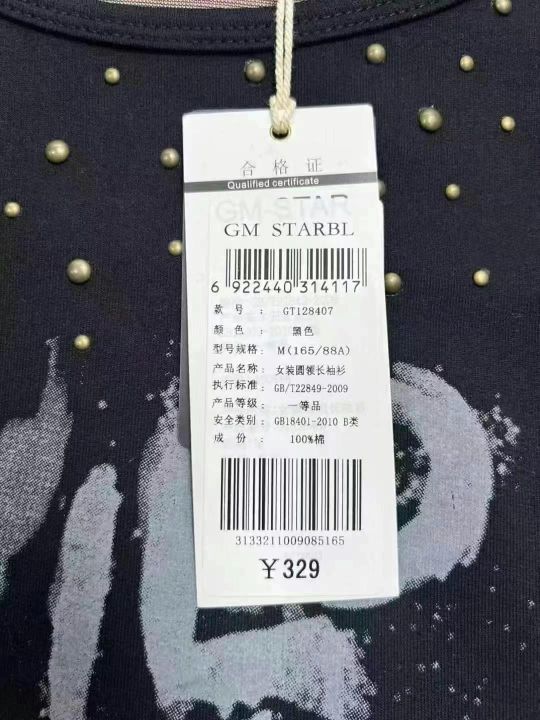 合格证
Qualified certificate
GM-STAR
GM STARBL
6 922440 314117
款 号: GT128407
颜 色: 黑色
型号规格: M(165/88A)
产品名称: 女装圆领长袖衫
执行标准: GB/T22849-2009
产品等级: 一等品
安全类别: GB18401-2010 B类
成 份: 100%棉
3133211009085165
￥329